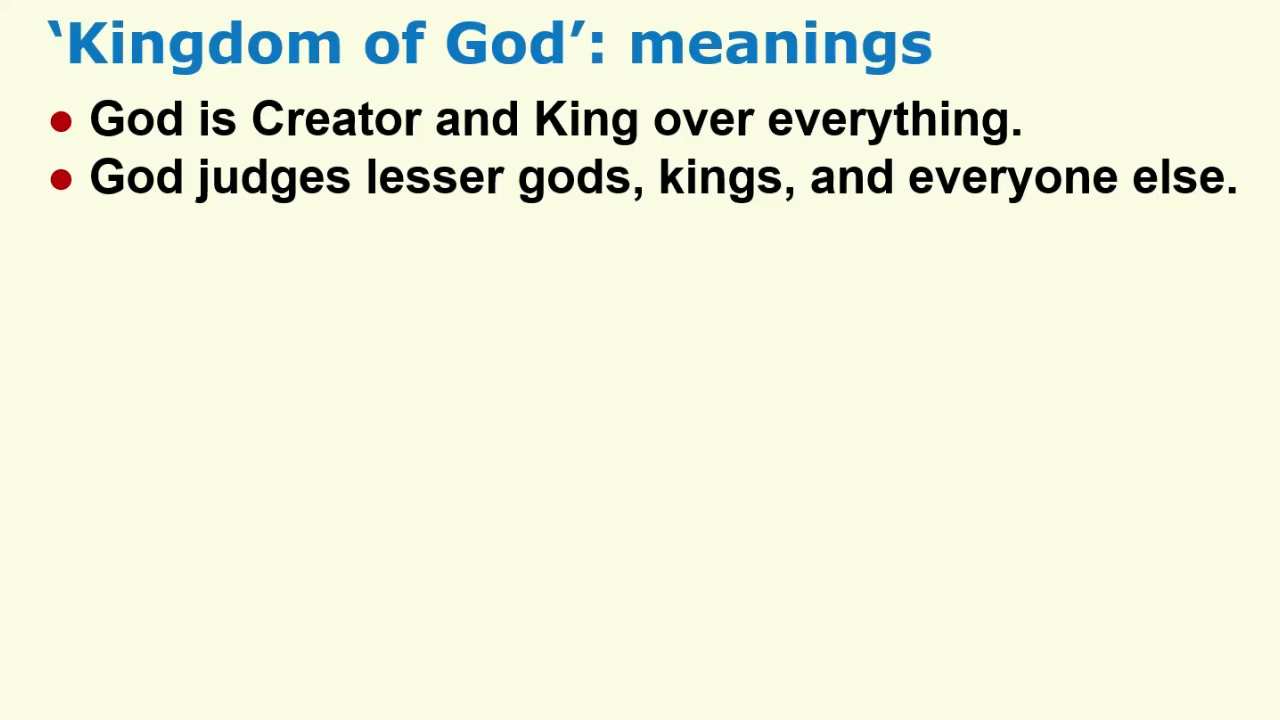 ‘Kingdom of God’: meanings
● God is Creator and King over everything.
● God judges lesser gods, kings, and everyone else.